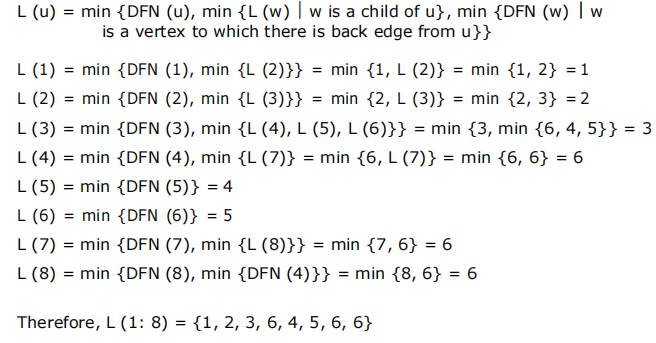 L (u) = min {DFN (u), min {L (w) | w is a child of u}, min {DFN (w) | w
is a vertex to which there is back edge from u}}
L (1) = min {DFN (1), min {L (2)}} = min {1, L (2)} = min {1, 2} = 1
L (2) = min {DFN (2), min {L (3)}} = min {2, L (3)} = min {2, 3} = 2
L (3) = min {DFN (3), min {L (4), L (5), L (6)}} = min {3, min {6, 4, 5}} = 3
L (4) = min {DFN (4), min {L (7)} = min {6, L (7)} = min {6, 6} = 6
L (5) = min {DFN (5)} = 4
L (6) = min {DFN (6)} = 5
L (7) = min {DFN (7), min {L (8)}} = min {7, 6} = 6
L (8) = min {DFN (8), min {DFN (4)}} = min {8, 6} = 6
Therefore, L (1: 8) = {1, 2, 3, 6, 4, 5, 6, 6}